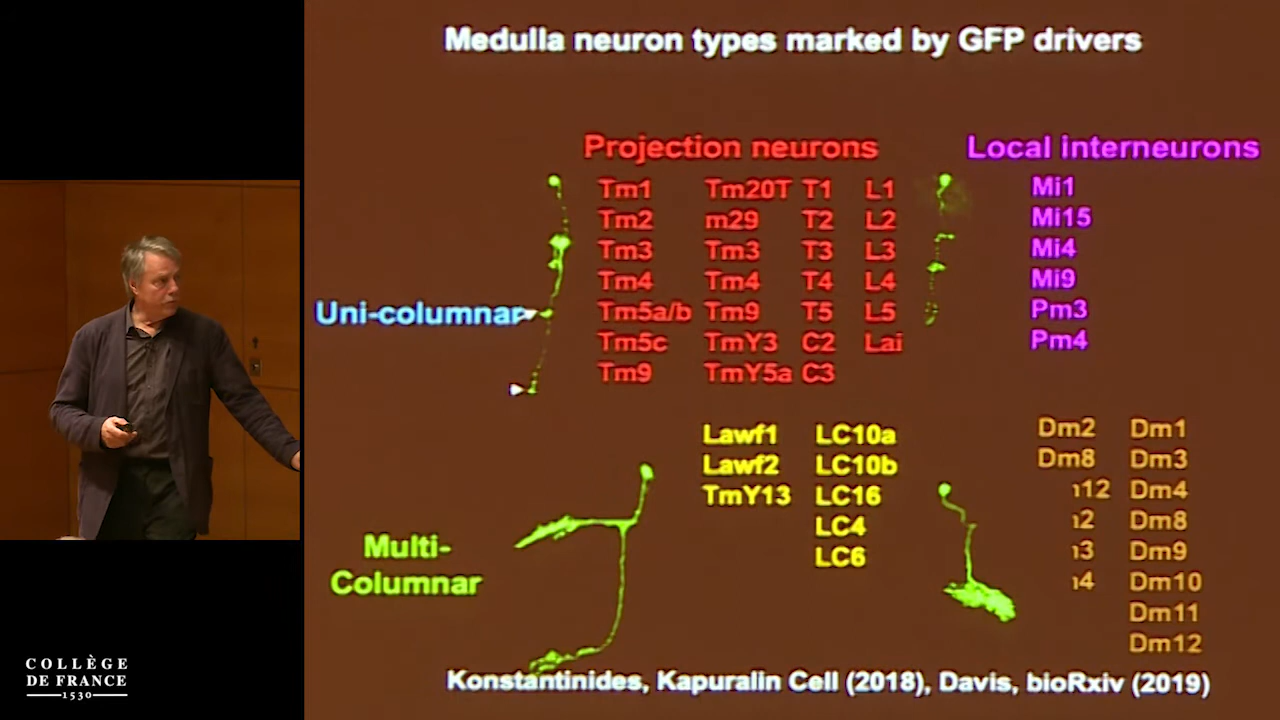 Medulla neuron types marked by GFP drivers
Projection neurons
Local interneurons
Uni-columnar
Tm1 Tm20T T1 L1
Tm2 m29 T2 L2
Tm3 Tm3 T3 L3
Tm4 Tm4 T4 L4
Tm5a/b Tm9 T5 L5
Tm5c TmY3 C2 Lai
Tm9 TmY5a C3
Mi1
Mi15
Mi4
Mi9
Pm3
Pm4
Multi-
Columnar
Lawf1 LC10a
Lawf2 LC10b
TmY13 LC16
LC4
LC6
Dm2 Dm1
Dm8 Dm3
12 Dm4
2 Dm8
3 Dm9
4 Dm10
Dm11
Dm12
Konstantinides, Kapuralin Cell (2018), Davis, bioRxiv (2019)
COLLÈGE
DE FRANCE
1530